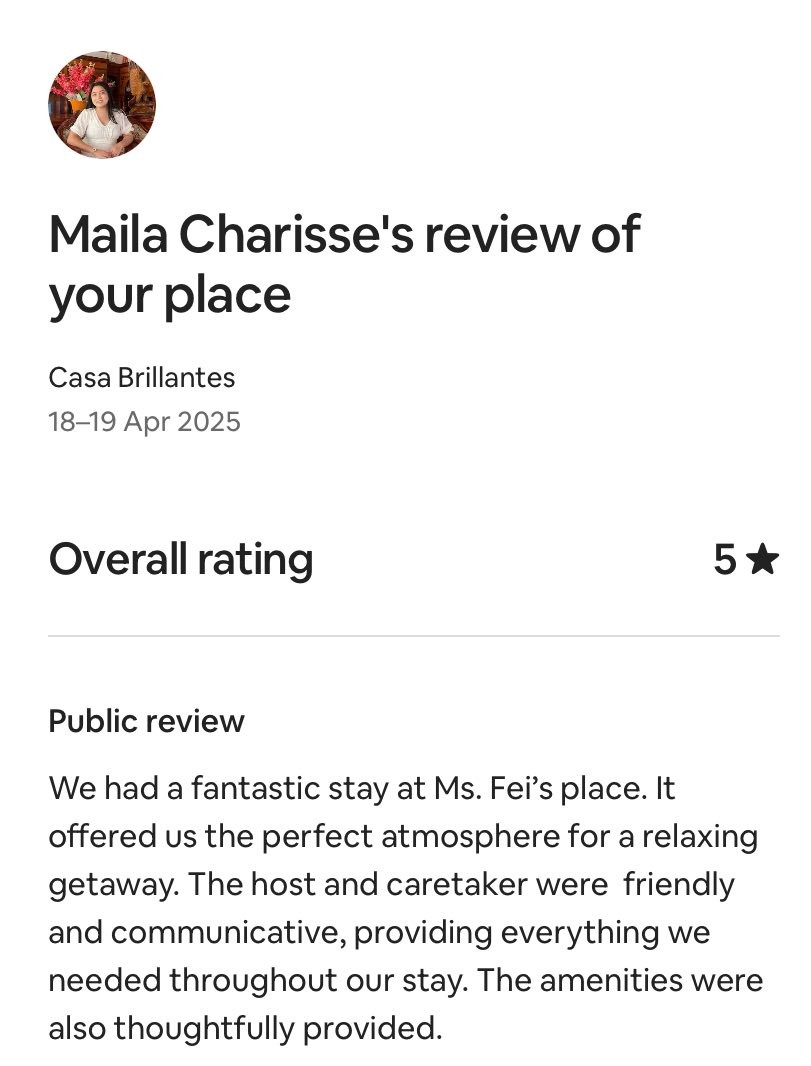 Maila Charisse's review of
your place
Casa Brillantes
18–19 Apr 2025
Overall rating 5 ★
Public review
We had a fantastic stay at Ms. Fei’s place. It
offered us the perfect atmosphere for a relaxing
getaway. The host and caretaker were  friendly
and communicative, providing everything we
needed throughout our stay. The amenities were
also thoughtfully provided.